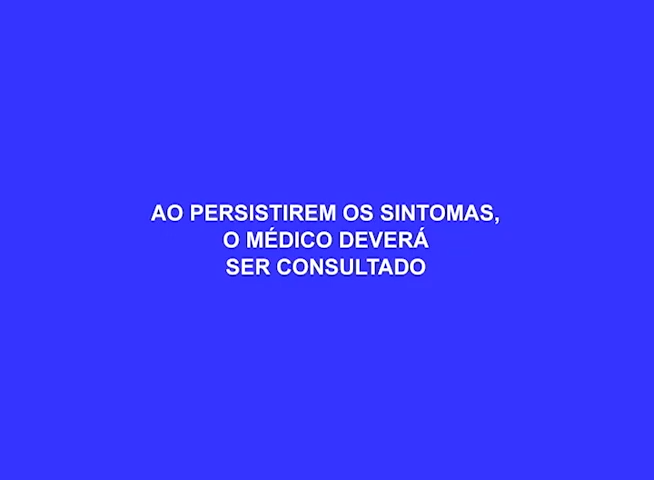 AO PERSISTIREM OS SINTOMAS,
O MÉDICO DEVERÁ
SER CONSULTADO